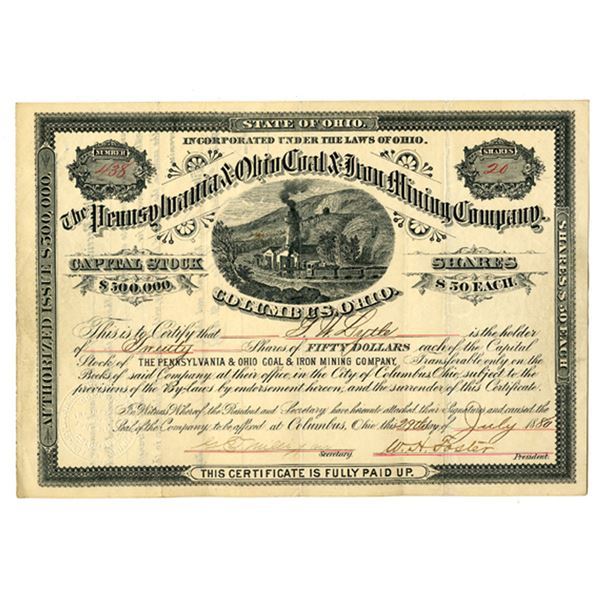 STATE OF OHIO.
INCORPORATED UNDER THE LAWS OF OHIO.
NUMBER
438
SHARES
20
The Pennsylvania & Ohio Coal & Iron Mining Company.
CAPITAL STOCK
$500,000.
SHARES
$50 EACH.
COLUMBUS, OHIO.
AUTHORIZED ISSUE $500,000.
SHARES $50 EACH
This is to Certify that is the holder
of Twenty Shares of FIFTY DOLLARS each of the Capital
Stock of THE PENNSYLVANIA & OHIO COAL & IRON MINING COMPANY, Transferable only on the
Books of said Company, at their office, in the City of Columbus, Ohio, subject to the
provisions of the By-laws by endorsement hereon, and the surrender of this Certificate.
In Witness Whereof, the President and Secretary have hereunto attached their Signatures and caused the
Seal of the Company to be affixed at Columbus, Ohio this 29th day of July 1880
W. H. Foster
Secretary.
President.
THIS CERTIFICATE IS FULLY PAID UP.